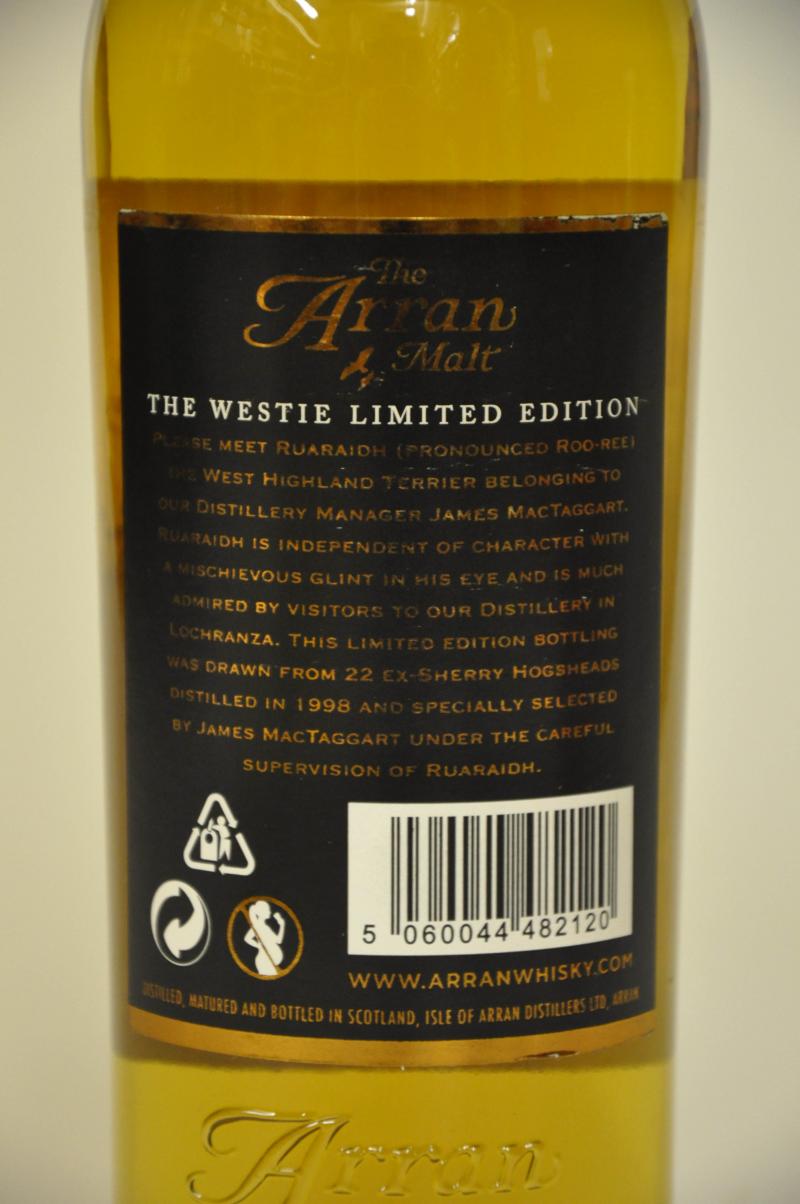 The
Arran
Malt
THE WESTIE LIMITED EDITION
PLEASE MEET RUARAIDH (PRONOUNCED ROO-REE)
THE WEST HIGHLAND TERRIER BELONGING TO
OUR DISTILLERY MANAGER JAMES MACTAGGART.
RUARAIDH IS INDEPENDENT OF CHARACTER WITH
A MISCHIEVOUS GLINT IN HIS EYE AND IS MUCH
ADMIRED BY VISITORS TO OUR DISTILLERY IN
LOCHRANZA. THIS LIMITED EDITION BOTTLING
WAS DRAWN FROM 22 EX-SHERRY HOGSHEADS
DISTILLED IN 1998 AND SPECIALLY SELECTED
BY JAMES MACTAGGART UNDER THE CAREFUL
SUPERVISION OF RUARAIDH.
5 060044 482120
WWW.ARRANWHISKY.COM
DISTILLED, MATURED AND BOTTLED IN SCOTLAND, ISLE OF ARRAN DISTILLERS LTD, ARRAN
Arran